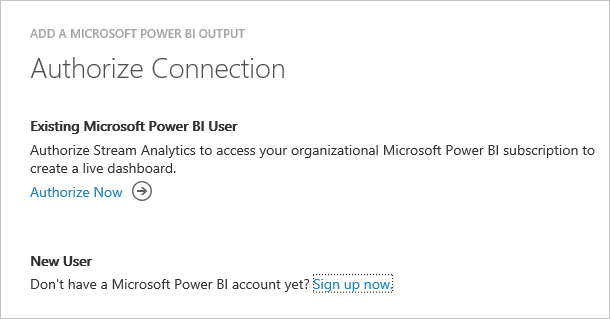 ADD A MICROSOFT POWER BI OUTPUT
Authorize Connection
Existing Microsoft Power BI User
Authorize Stream Analytics to access your organizational Microsoft Power BI subscription to
create a live dashboard.
Authorize Now
New User
Don't have a Microsoft Power BI account yet? Sign up now.